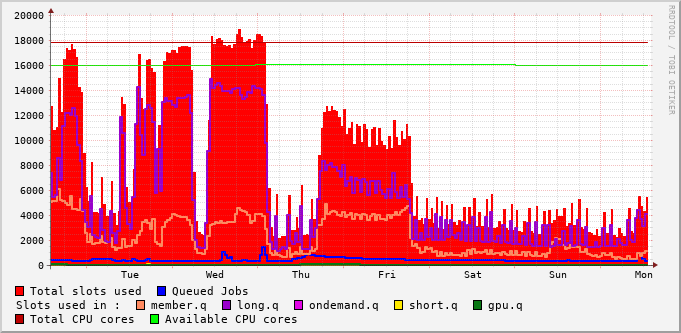 20000
18000
16000
14000
12000
10000
8000
6000
4000
2000
0
Tue Wed Thu Fri Sat Sun Mon
RRDTOOL / TOBI OETIKER
Total slots used Queued Jobs
Slots used in : member.q long.q ondemand.q short.q gpu.q
Total CPU cores Available CPU cores